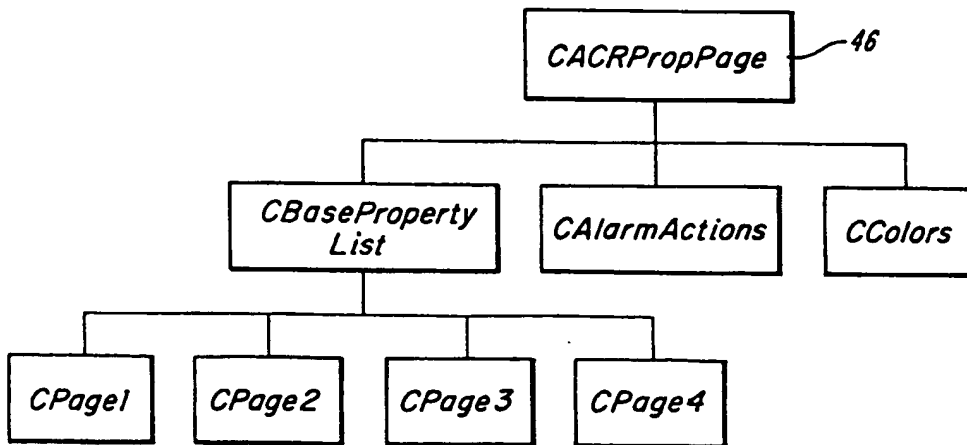 CACRPropPage
46
CBaseProperty
List
CAlarmActions
CColors
CPage1
CPage2
CPage3
CPage4